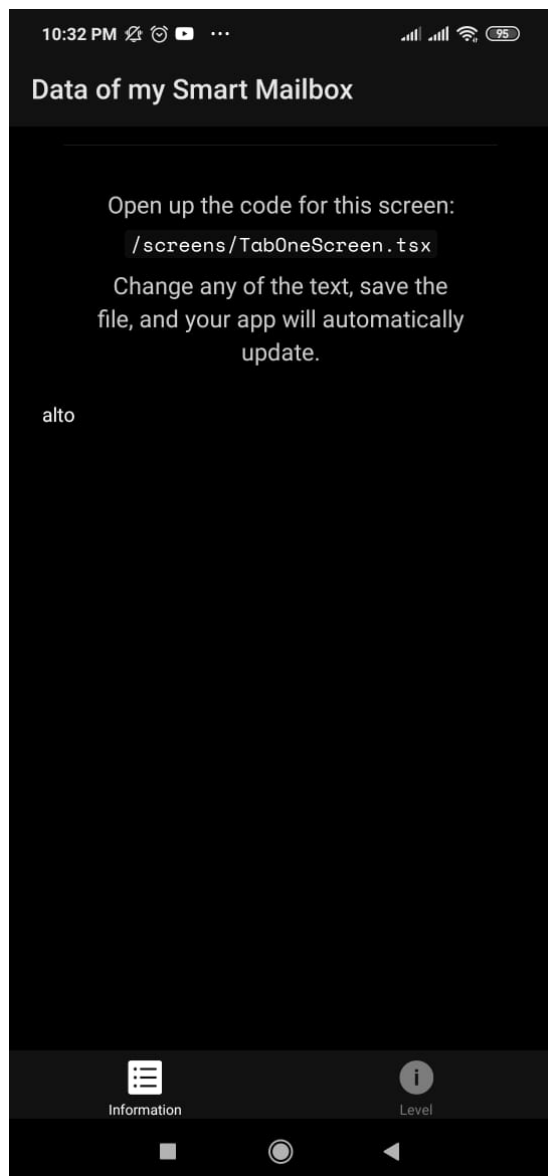 10:32 PM ... 95
Data of my Smart Mailbox
Open up the code for this screen:
/screens/TabOneScreen.tsx
Change any of the text, save the
file, and your app will automatically
update.
alto
Information
i
Level